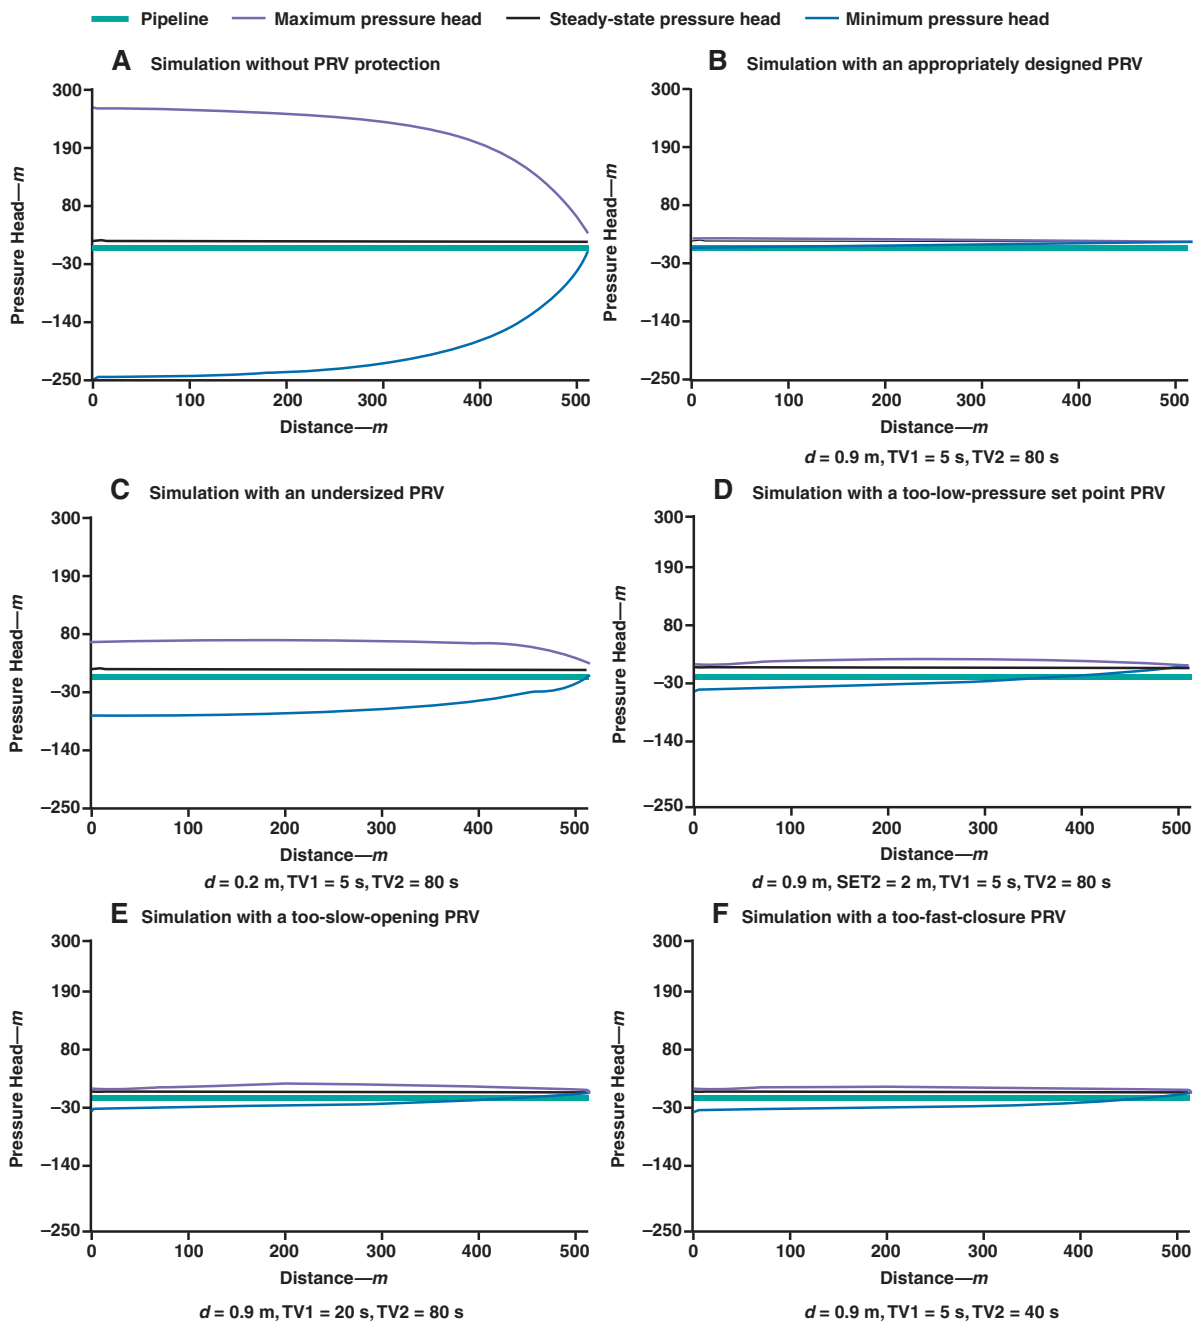 Pipeline Maximum pressure head Steady-state pressure head Minimum pressure head
A Simulation without PRV protection
300
190
80
–30
–140
–250
0 100 200 300 400 500
Pressure Head—m
Distance—m
B Simulation with an appropriately designed PRV
300
190
80
–30
–140
–250
0 100 200 300 400 500
Pressure Head—m
Distance—m
d = 0.9 m, TV1 = 5 s, TV2 = 80 s
C Simulation with an undersized PRV
300
190
80
–30
–140
–250
0 100 200 300 400 500
Pressure Head—m
Distance—m
d = 0.2 m, TV1 = 5 s, TV2 = 80 s
D Simulation with a too-low-pressure set point PRV
300
190
80
–30
–140
–250
0 100 200 300 400 500
Pressure Head—m
Distance—m
d = 0.9 m, SET2 = 2 m, TV1 = 5 s, TV2 = 80 s
E Simulation with a too-slow-opening PRV
300
190
80
–30
–140
–250
0 100 200 300 400 500
Pressure Head—m
Distance—m
d = 0.9 m, TV1 = 20 s, TV2 = 80 s
F Simulation with a too-fast-closure PRV
300
190
80
–30
–140
–250
0 100 200 300 400 500
Pressure Head—m
Distance—m
d = 0.9 m, TV1 = 5 s, TV2 = 40 s